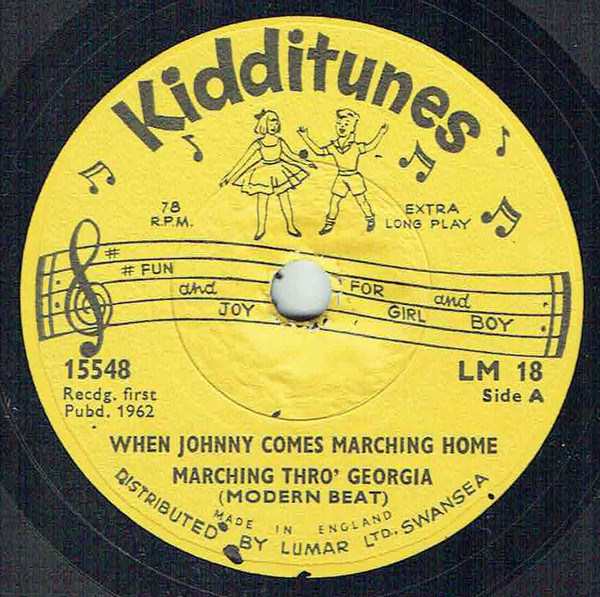 Kidditunes
78
R.P.M.
EXTRA
LONG PLAY
FUN and JOY FOR GIRL and BOY
15548
Recdg. first
Pubd. 1962
LM 18
Side A
WHEN JOHNNY COMES MARCHING HOME
MARCHING THRO' GEORGIA
(MODERN BEAT)
MADE IN ENGLAND
DISTRIBUTED BY LUMAR LTD., SWANSEA